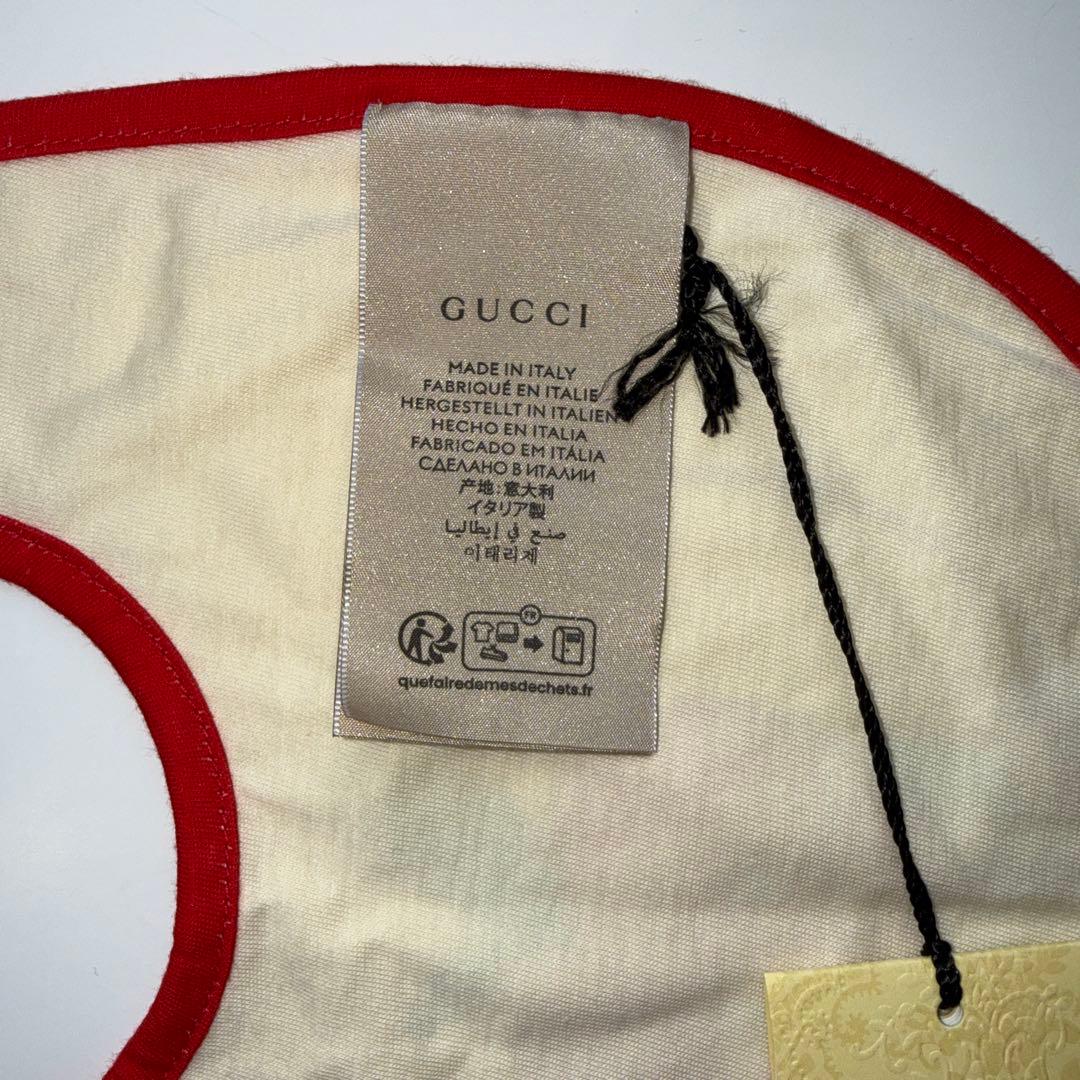 GUCCI
MADE IN ITALY
FABRIQUÉ EN ITALIE
HERGESTELLT IN ITALIEN
HECHO EN ITALIA
FABRICADO EM ITÁLIA
СДЕЛАНО В ИТАЛИИ
产地:意大利
イタリア製
صنع في إيطاليا
이태리제
FR
quefairedemesdechets.fr